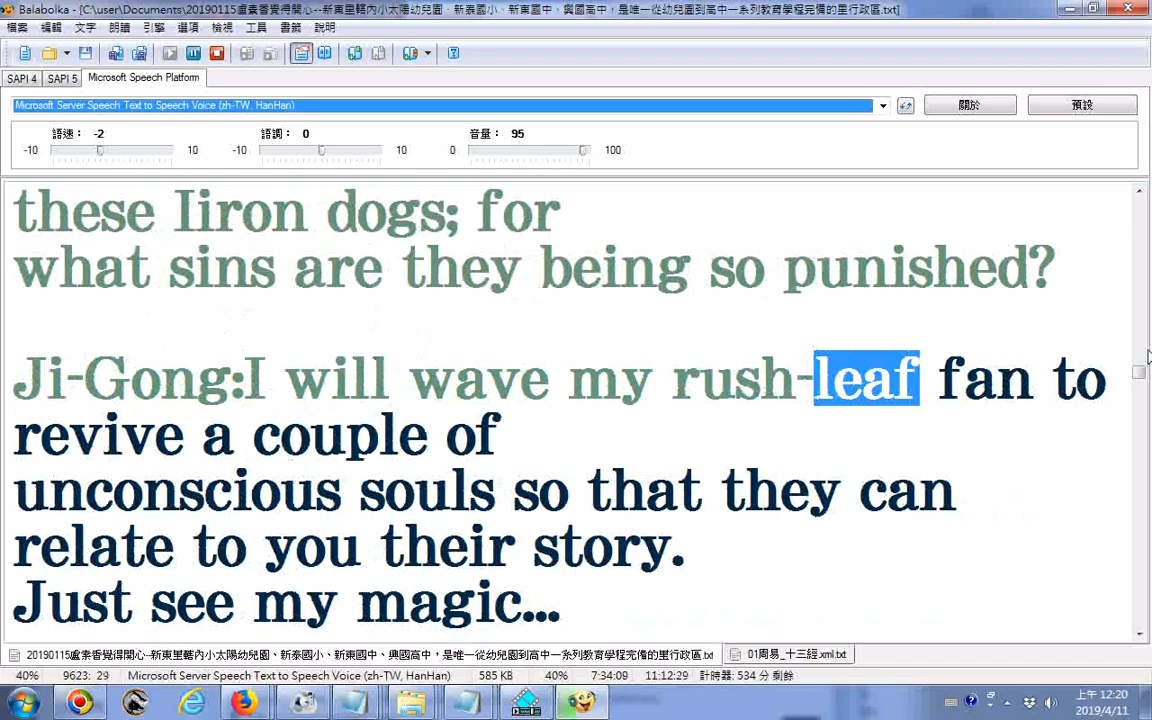 Balabolka - [C:\user\Documents\20190115盧素香覺得開心--新東里轄內小太陽幼兒園、新泰國小、新東國中、興國高中，是唯一從幼兒園到高中一系列教育學程完備的里行政區.txt]
檔案 編輯 文字 朗讀 引擎 選項 檢視 工具 書籤 說明
SAPI 4 SAPI 5 Microsoft Speech Platform
Microsoft Server Speech Text to Speech Voice (zh-TW, HanHan) 關於 預設
語速： -2 語調： 0 音量： 95
-10 10 -10 10 0 100
these Iiron dogs; for
what sins are they being so punished?
Ji-Gong:I will wave my rush-leaf fan to
revive a couple of
unconscious souls so that they can
relate to you their story.
Just see my magic...
20190115盧素香覺得開心--新東里轄內小太陽幼兒園、新泰國小、新東國中、興國高中，是唯一從幼兒園到高中一系列教育學程完備的里行政區.txt 01周易_十三經.xml.txt
40% 9623: 29 Microsoft Server Speech Text to Speech Voice (zh-TW, HanHan) 585 KB 40% 7:34:09 11:12:29 計時器: 534 分 剩餘
上午 12:20
2019/4/11